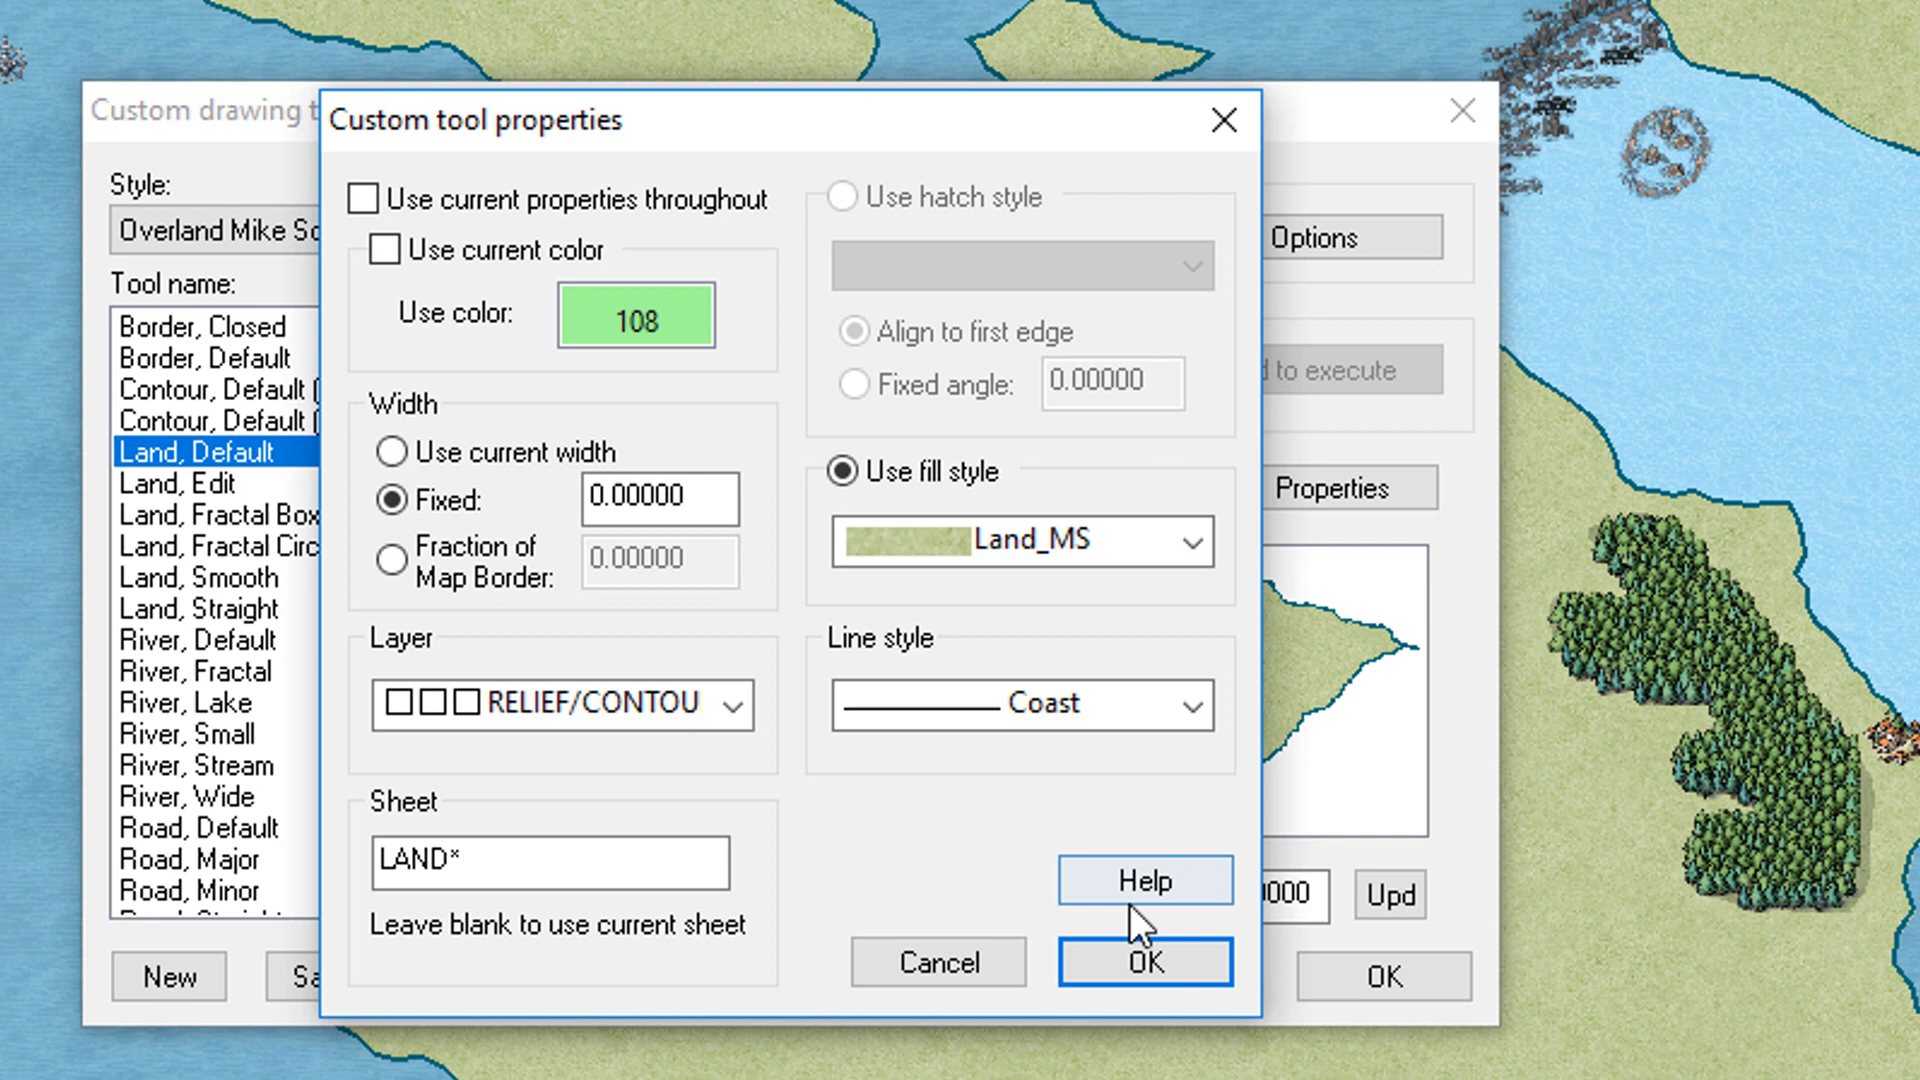 Custom drawing t
Style:
Overland Mike Sc
Tool name:
Border, Closed
Border, Default
Contour, Default (
Contour, Default (
Land, Default
Land, Edit
Land, Fractal Box
Land, Fractal Circ
Land, Smooth
Land, Straight
River, Default
River, Fractal
River, Lake
River, Small
River, Stream
River, Wide
Road, Default
Road, Major
Road, Minor
New
Sa
Custom tool properties
Use current properties throughout
Use current color
Use color:
108
Width
Use current width
Fixed:
0.00000
Fraction of
Map Border:
0.00000
Layer
RELIEF/CONTOU
Sheet
LAND*
Leave blank to use current sheet
Use hatch style
Align to first edge
Fixed angle:
0.00000
Use fill style
Land_MS
Line style
Coast
Help
Cancel
OK
Options
d to execute
Properties
0000
Upd
OK